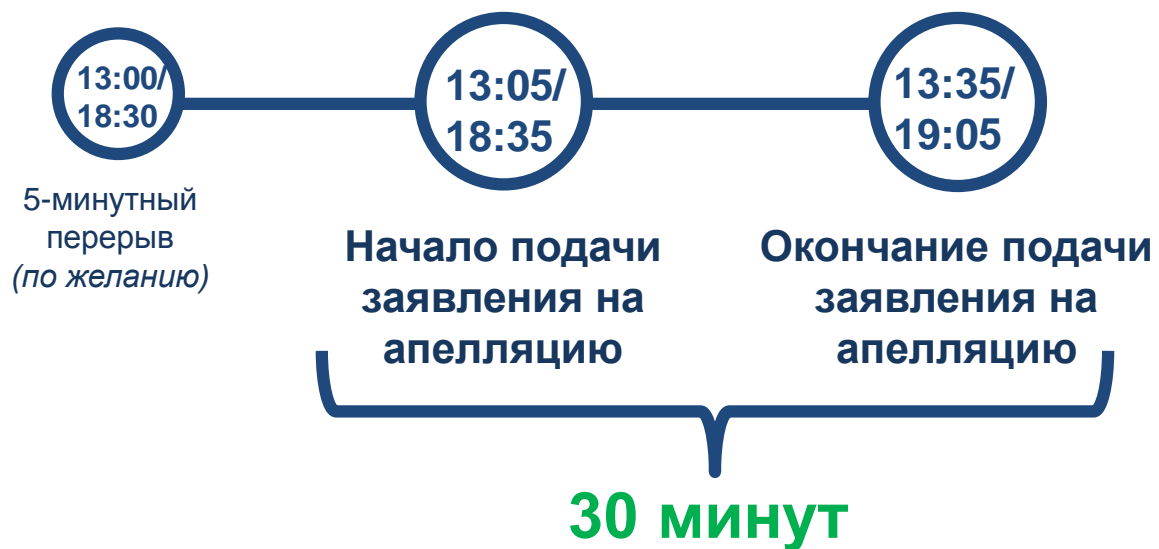 13:00/
18:30
13:05/
18:35
13:35/
19:05
5-минутный
перерыв
(по желанию)
Начало подачи
заявления на
апелляцию
Окончание подачи
заявления на
апелляцию
30 минут